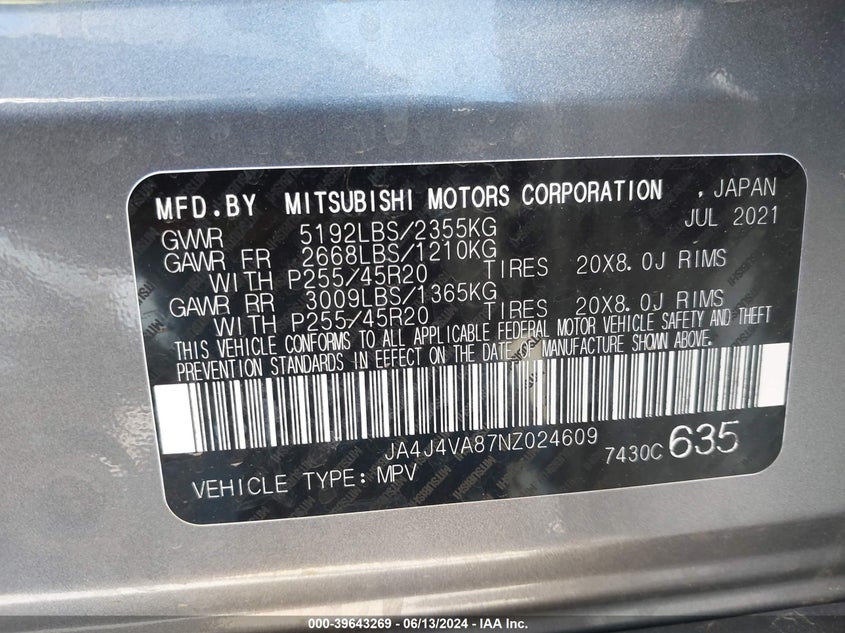 MFD.BY MITSUBISHI MOTORS CORPORATION , JAPAN
JUL 2021
GVWR 5192LBS/2355KG
GAWR FR 2668LBS/1210KG
WITH P255/45R20 TIRES 20X8.0J RIMS
GAWR RR 3009LBS/1365KG
WITH P255/45R20 TIRES 20X8.0J RIMS
THIS VEHICLE CONFORMS TO ALL APPLICABLE FEDERAL MOTOR VEHICLE SAFETY AND THEFT
PREVENTION STANDARDS IN EFFECT ON THE DATE OF MANUFACTURE SHOWN ABOVE.
JA4J4VA87NZ024609
7430C 635
VEHICLE TYPE: MPV
000-39643269 - 06/13/2024 - IAA Inc.